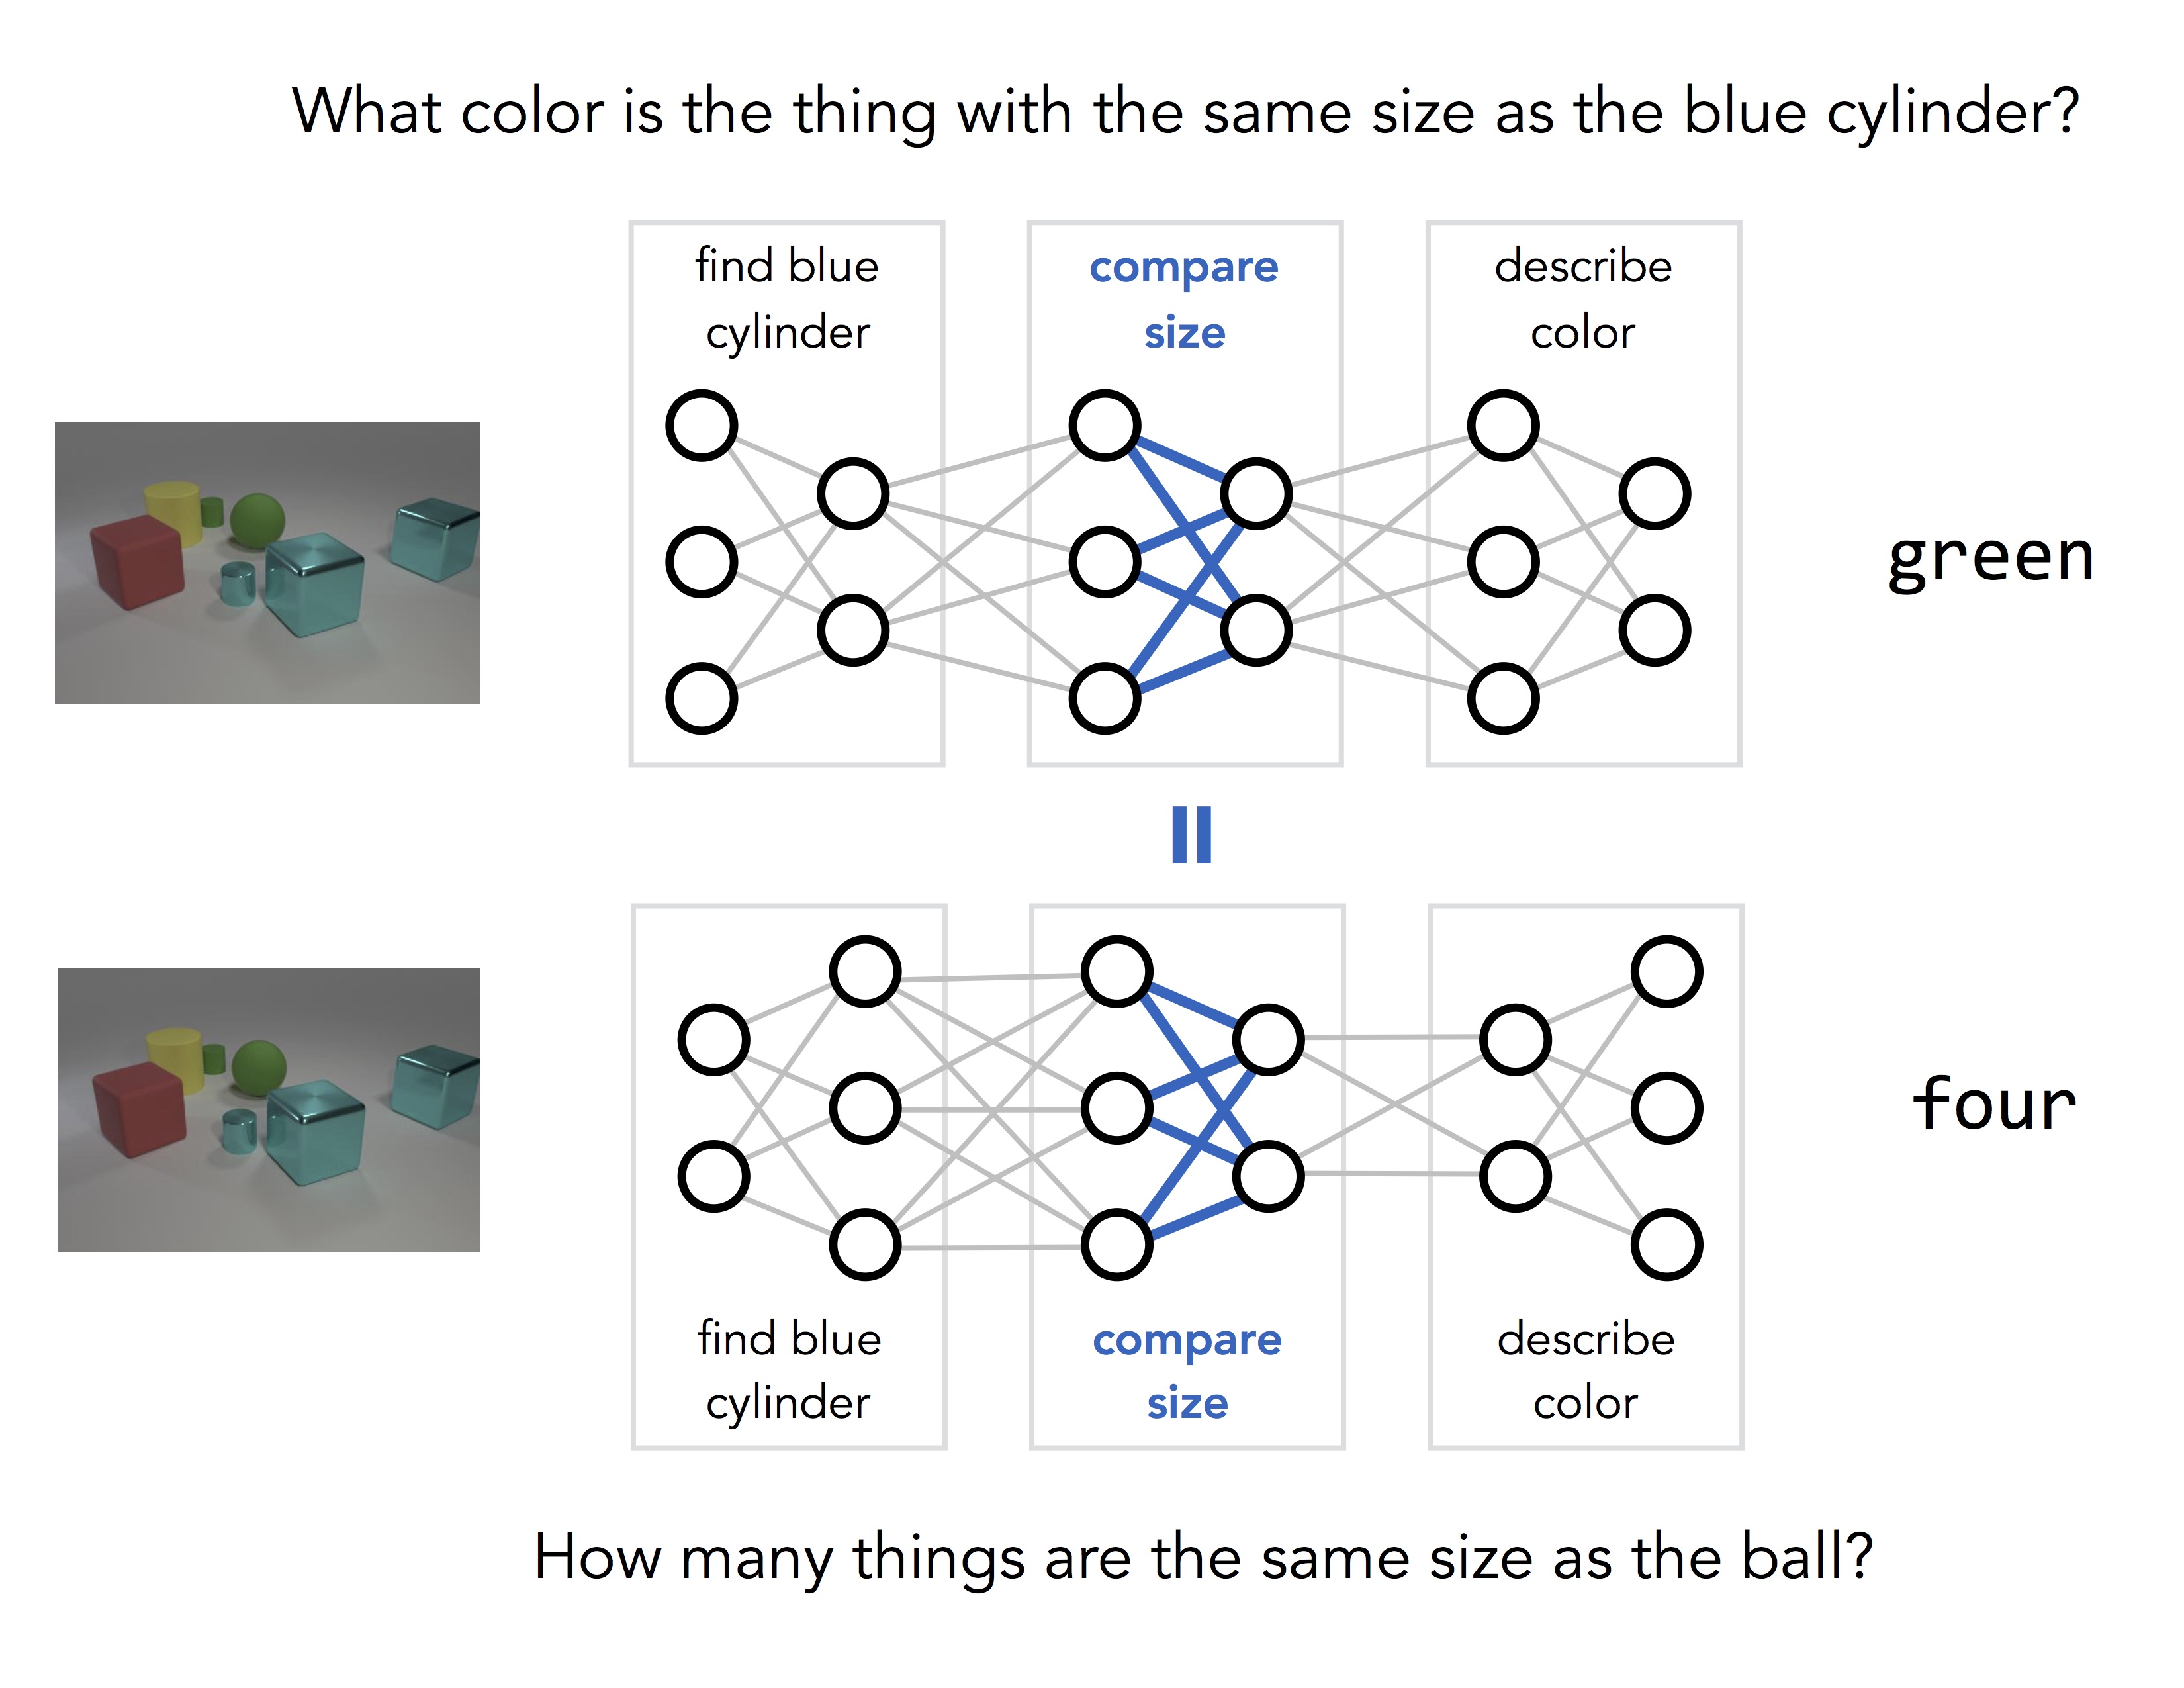 What color is the thing with the same size as the blue cylinder?
find blue
cylinder
compare
size
describe
color
green
four
find blue
cylinder
compare
size
describe
color
How many things are the same size as the ball?